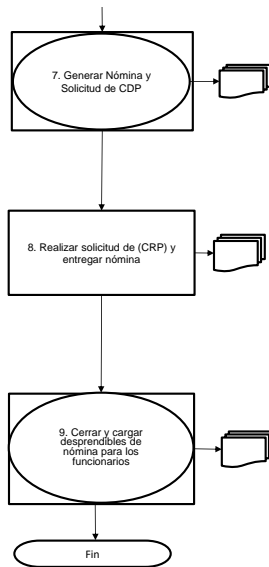 7. Generar Nómina y
Solicitud de CDP
8. Realizar solicitud de (CRP) y
entregar nómina
9. Cerrar y cargar
desprendibles de
nómina para los
funcionarios
Fin